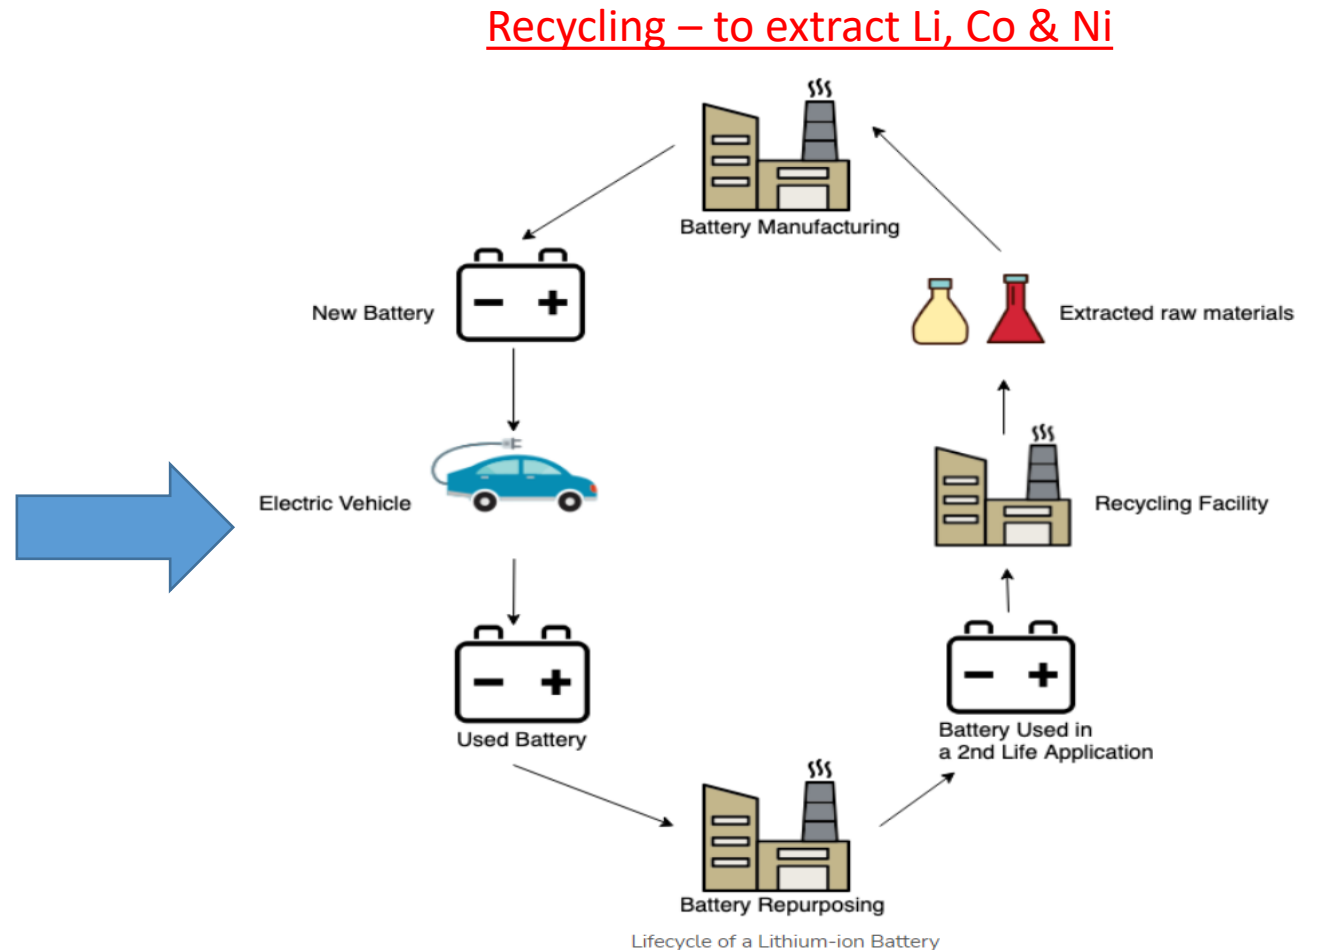 Recycling – to extract Li, Co & Ni
Battery Manufacturing
New Battery
Extracted raw materials
Electric Vehicle
Recycling Facility
Used Battery
Battery Used in
a 2nd Life Application
Battery Repurposing
Lifecycle of a Lithium-ion Battery